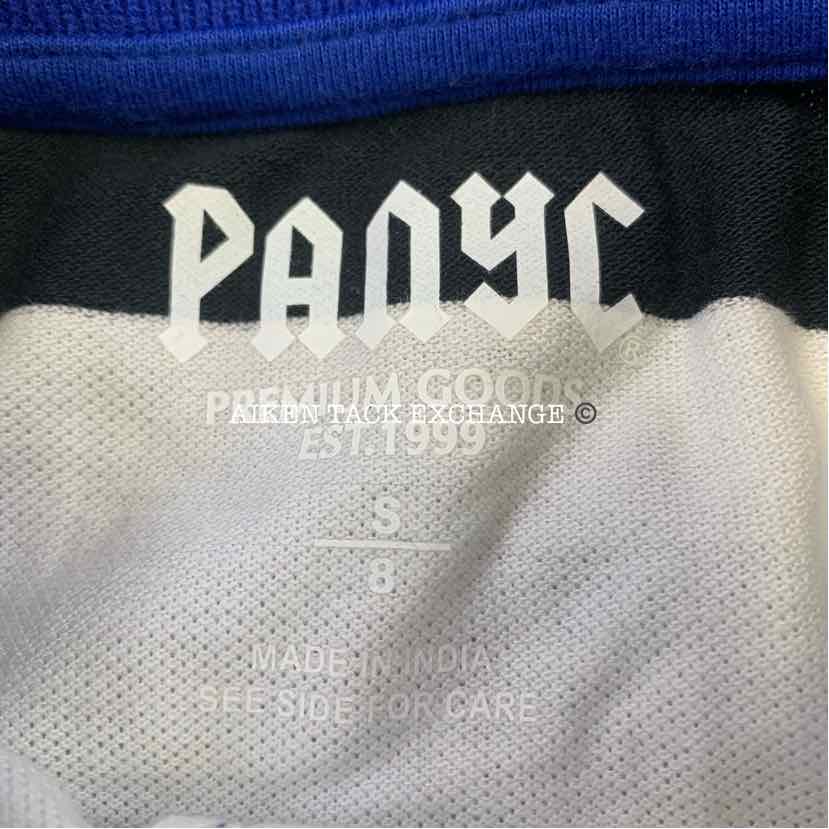 PANYC®
PREMIUM GOODS
AIKEN TACK EXCHANGE ©
EST.1999
S
8
MADE IN INDIA
SEE SIDE FOR CARE